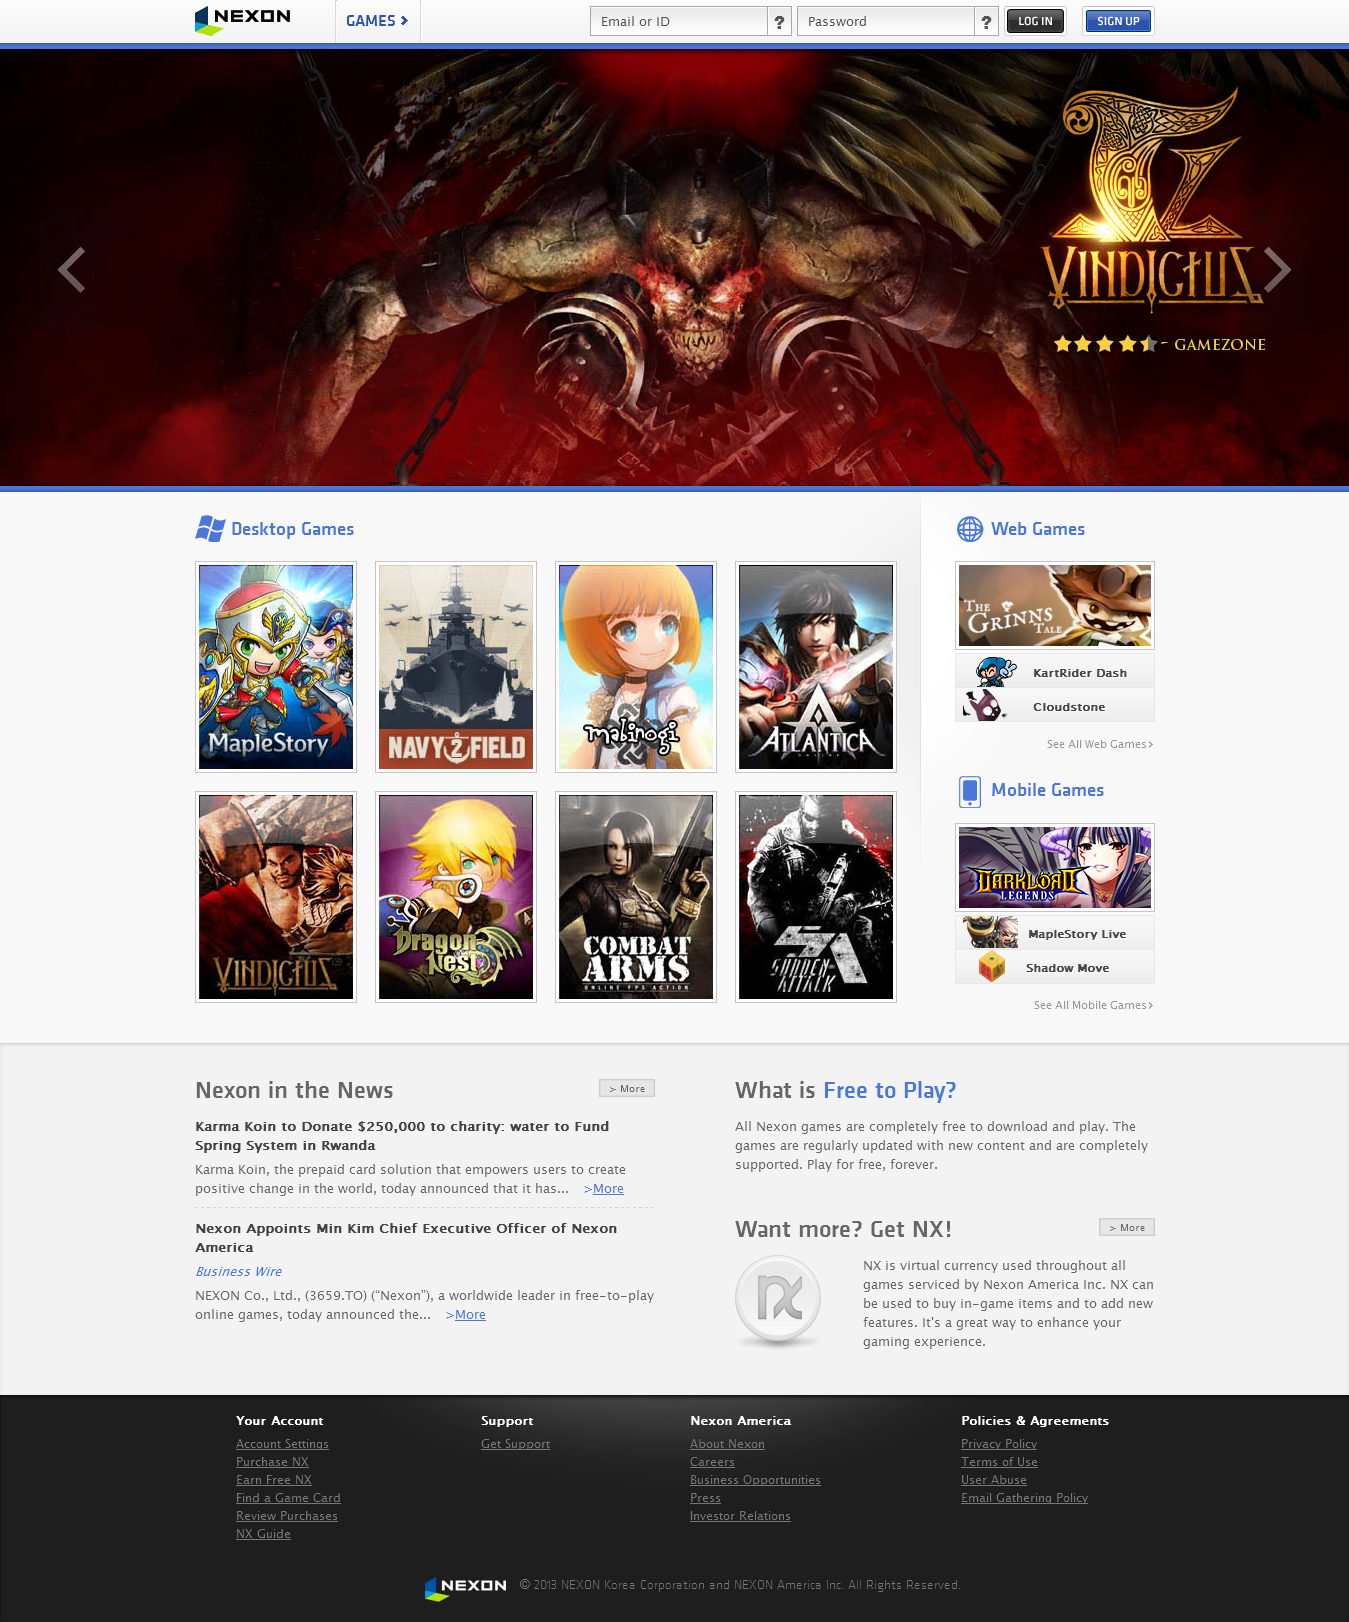 NEXON
GAMES
Email or ID
?
Password
?
LOG IN
SIGN UP
VINDICTUS
- GAMEZONE
Desktop Games
MapleStory
NAVY 2 FIELD
mabinogi
ATLANTICA
VINDICTUS
Dragon
Nest
COMBAT
ARMS
ONLINE FPS ACTION
SA
SUDDEN
ATTACK
Web Games
THE
GRINNS
TALE
KartRider Dash
Cloudstone
See All Web Games >
Mobile Games
DARKLORD
LEGENDS
MapleStory Live
Shadow Move
See All Mobile Games >
Nexon in the News
> More
Karma Koin to Donate $250,000 to charity: water to Fund
Spring System in Rwanda
Karma Koin, the prepaid card solution that empowers users to create
positive change in the world, today announced that it has... >More
Nexon Appoints Min Kim Chief Executive Officer of Nexon
America
Business Wire
NEXON Co., Ltd., (3659.TO) (“Nexon”), a worldwide leader in free-to-play
online games, today announced the... >More
What is Free to Play?
All Nexon games are completely free to download and play. The
games are regularly updated with new content and are completely
supported. Play for free, forever.
Want more? Get NX!
> More
nx
NX is virtual currency used throughout all
games serviced by Nexon America Inc. NX can
be used to buy in-game items and to add new
features. It's a great way to enhance your
gaming experience.
Your Account
Account Settings
Purchase NX
Earn Free NX
Find a Game Card
Review Purchases
NX Guide
Support
Get Support
Nexon America
About Nexon
Careers
Business Opportunities
Press
Investor Relations
Policies & Agreements
Privacy Policy
Terms of Use
User Abuse
Email Gathering Policy
NEXON
© 2013 NEXON Korea Corporation and NEXON America Inc. All Rights Reserved.